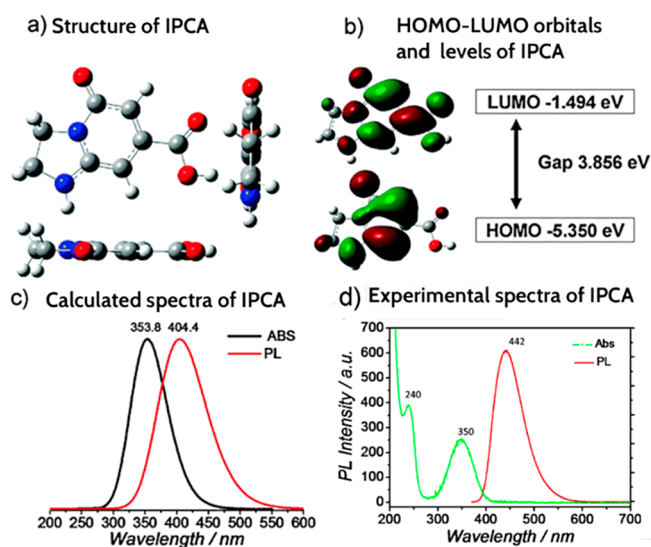 a) Structure of IPCA
b) HOMO-LUMO orbitals
and levels of IPCA
LUMO -1.494 eV
Gap 3.856 eV
HOMO -5.350 eV
c) Calculated spectra of IPCA
353.8 404.4
ABS
PL
200 250 300 350 400 450 500 550 600
Wavelength / nm
d) Experimental spectra of IPCA
700
600
500
400
300
200
100
0
PL Intensity / a.u.
442
240
350
Abs
PL
200 300 400 500 600 700
Wavelength / nm